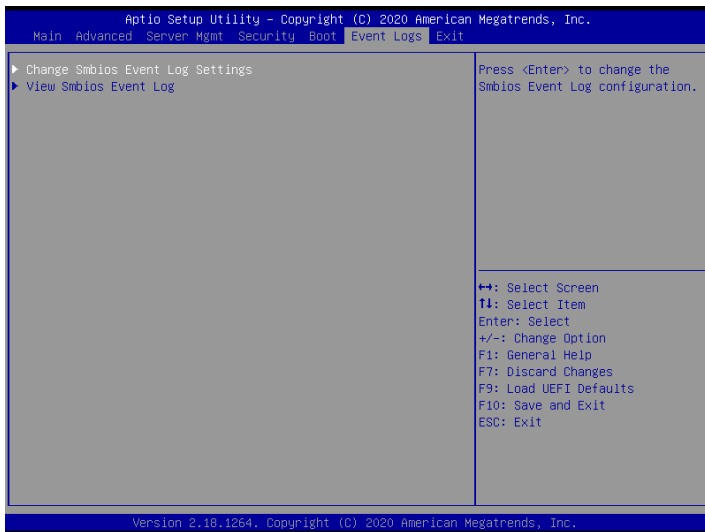 Aptio Setup Utility – Copyright (C) 2020 American Megatrends, Inc.
Main Advanced Server Mgmt Security Boot Event Logs Exit
▶ Change Smbios Event Log Settings
▶ View Smbios Event Log
Press <Enter> to change the
Smbios Event Log configuration.
↔: Select Screen
↑↓: Select Item
Enter: Select
+/-: Change Option
F1: General Help
F7: Discard Changes
F9: Load UEFI Defaults
F10: Save and Exit
ESC: Exit
Version 2.18.1264. Copyright (C) 2020 American Megatrends, Inc.